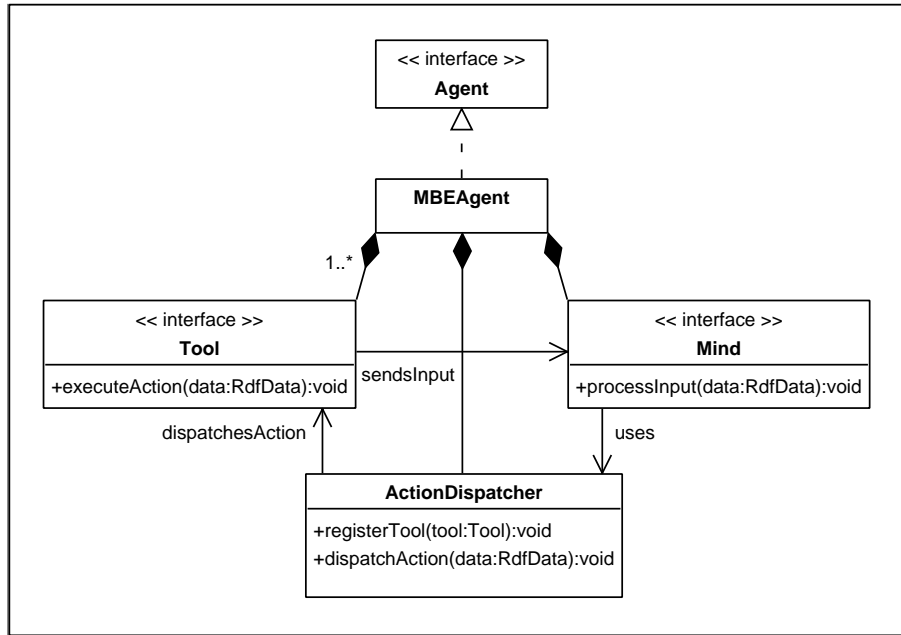 << interface >>
Agent
MBEAgent
1..*
<< interface >>
Tool
+executeAction(data:RdfData):void
sendsInput
<< interface >>
Mind
+processInput(data:RdfData):void
dispatchesAction
uses
ActionDispatcher
+registerTool(tool:Tool):void
+dispatchAction(data:RdfData):void